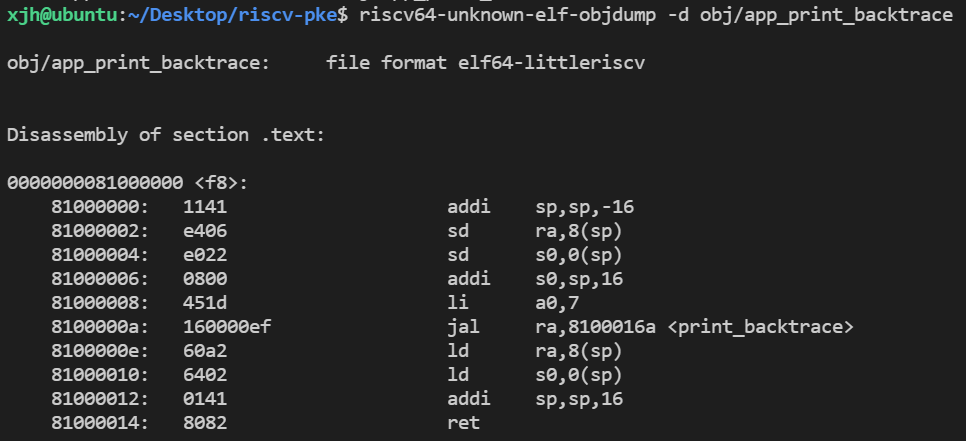 xjh@ubuntu:~/Desktop/riscv-pke$ riscv64-unknown-elf-objdump -d obj/app_print_backtrace
obj/app_print_backtrace:     file format elf64-littleriscv
Disassembly of section .text:
0000000081000000 <f8>:
    81000000:	1141                	addi	sp,sp,-16
    81000002:	e406                	sd	ra,8(sp)
    81000004:	e022                	sd	s0,0(sp)
    81000006:	0800                	addi	s0,sp,16
    81000008:	451d                	li	a0,7
    8100000a:	160000ef          	jal	ra,8100016a <print_backtrace>
    8100000e:	60a2                	ld	ra,8(sp)
    81000010:	6402                	ld	s0,0(sp)
    81000012:	0141                	addi	sp,sp,16
    81000014:	8082                	ret